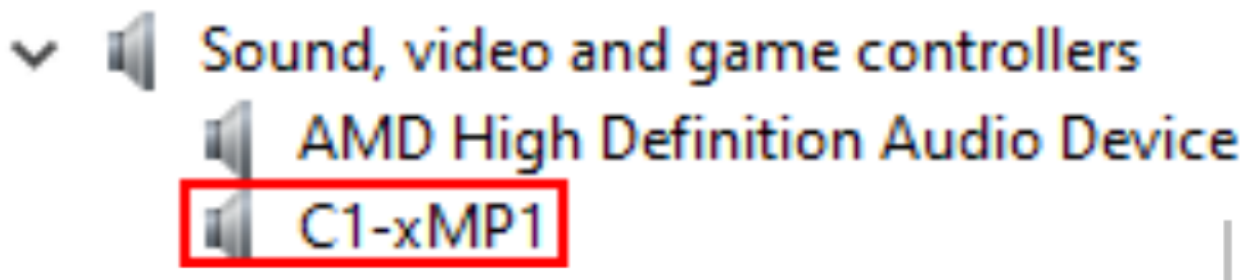 Sound, video and game controllers
AMD High Definition Audio Device
C1-xMP1